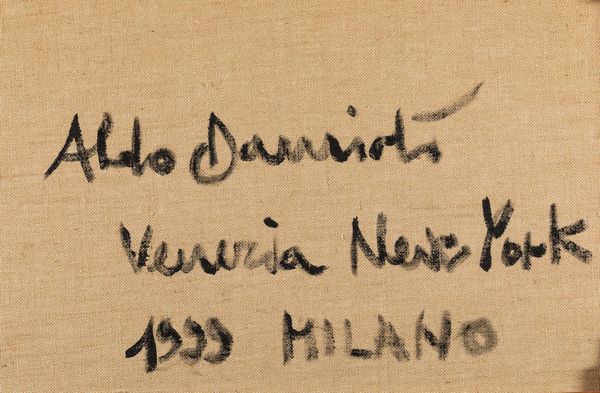 Aldo Damioli
Venezia New York
1999 MILANO